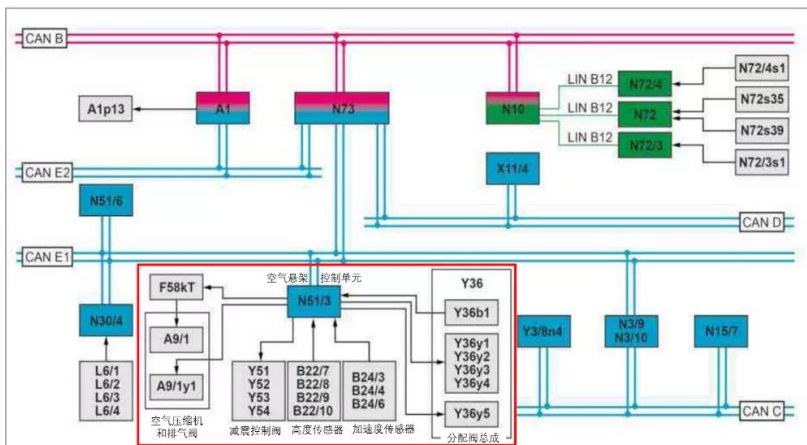 CAN B
A1p13
A1
N73
N10
LIN B12
LIN B12
LIN B12
N72/4
N72
N72/3
N72/4s1
N72s35
N72s39
N72/3s1
CAN E2
N51/6
X11/4
CAN D
CAN E1
空气悬架 控制单元
N51/3
F58kT
A9/1
A9/1y1
空气压缩机
和排气阀
N30/4
L6/1
L6/2
L6/3
L6/4
Y51
Y52
Y53
Y54
减震控制阀
B22/7
B22/8
B22/9
B22/10
高度传感器
B24/3
B24/4
B24/6
加速度传感器
Y36
Y36b1
Y36y1
Y36y2
Y36y3
Y36y4
Y36y5
分配阀总成
Y3/8n4
N3/9
N3/10
N15/7
CAN C